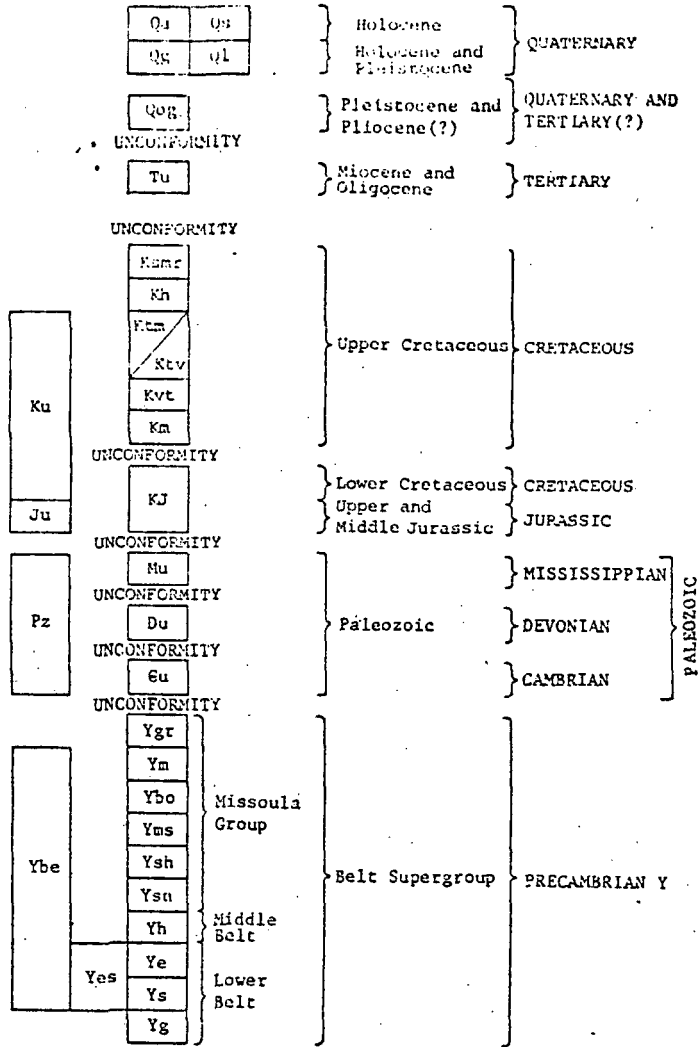 Qa Qs } Holocene
Qg Ql } Holocene and Pleistocene } QUATERNARY
Qog } Pleistocene and Pliocene(?) } QUATERNARY AND TERTIARY(?)
UNCONFORMITY
Tu } Miocene and Oligocene } TERTIARY
UNCONFORMITY
Ksmr
Kh
Ktm
Ktv
Upper Cretaceous } CRETACEOUS
Ku
Kvt
Km
UNCONFORMITY
KJ } Lower Cretaceous } CRETACEOUS
Ju } Upper and Middle Jurassic } JURASSIC
UNCONFORMITY
Mu } MISSISSIPPIAN
UNCONFORMITY
Pz Du } Paleozoic } DEVONIAN } PALEOZOIC
UNCONFORMITY
Єu } CAMBRIAN
UNCONFORMITY
Ygr
Ym
Ybo
Missoula Group
Yms
Ysh
Ybe } Belt Supergroup } PRECAMBRIAN Y
Ysn
Yh } Middle Belt
Ye
Yes
Ys } Lower Belt
Yg